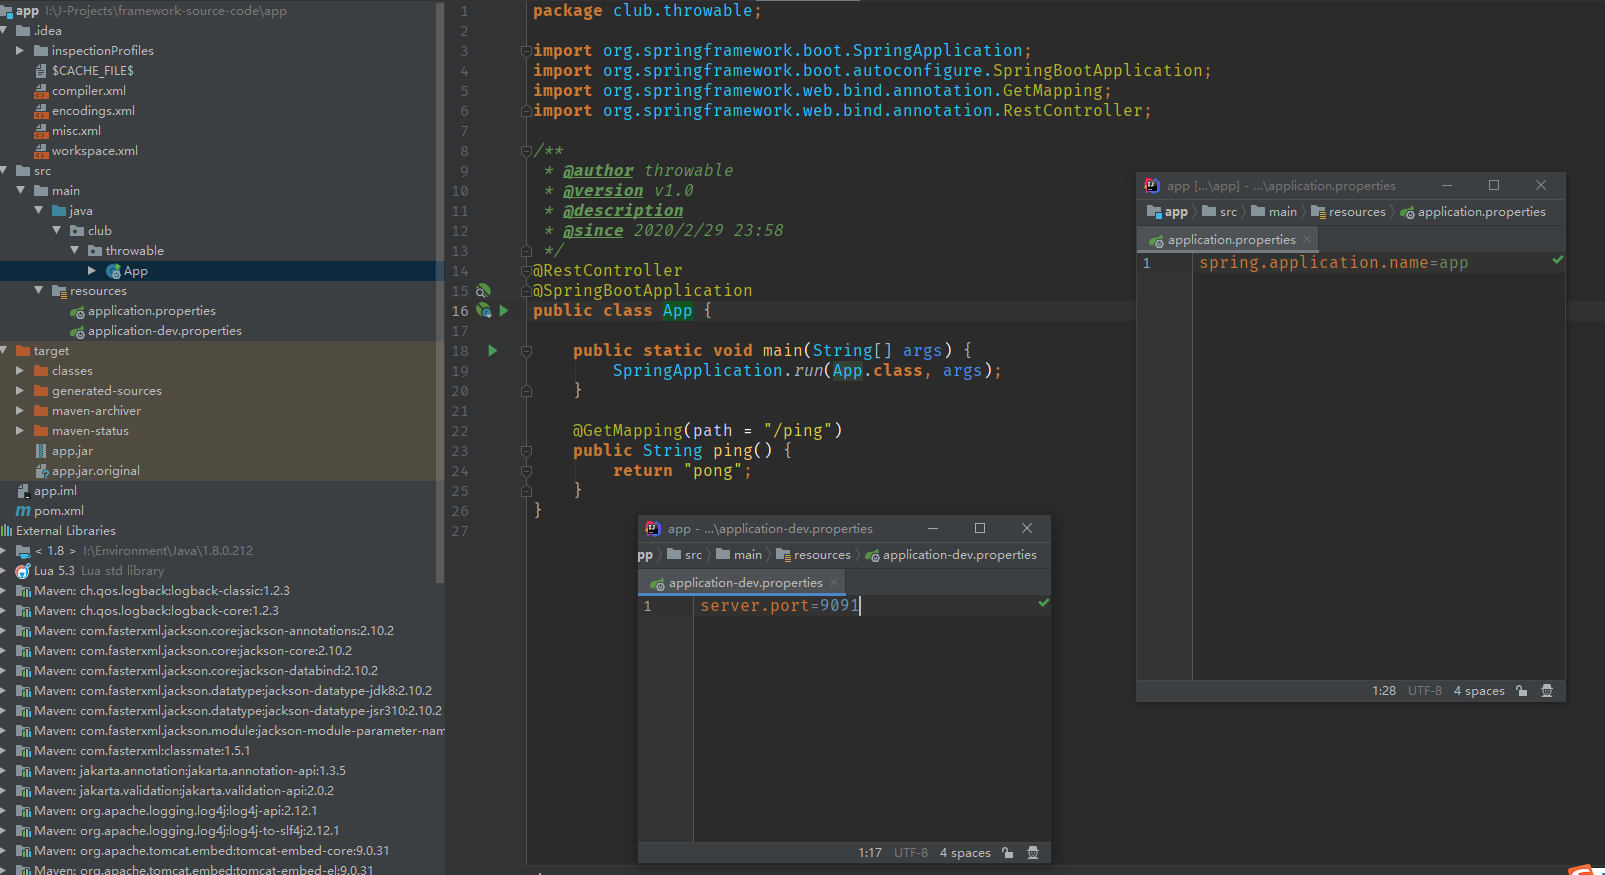 app I:\J-Projects\framework-source-code\app
.idea
inspectionProfiles
$CACHE_FILE$
compiler.xml
encodings.xml
misc.xml
workspace.xml
src
main
java
club
throwable
App
resources
application.properties
application-dev.properties
target
classes
generated-sources
maven-archiver
maven-status
app.jar
app.jar.original
app.iml
pom.xml
External Libraries
< 1.8 > I:\Environment\Java\1.8.0.212
Lua 5.3 Lua std library
Maven: ch.qos.logback:logback-classic:1.2.3
Maven: ch.qos.logback:logback-core:1.2.3
Maven: com.fasterxml.jackson.core:jackson-annotations:2.10.2
Maven: com.fasterxml.jackson.core:jackson-core:2.10.2
Maven: com.fasterxml.jackson.core:jackson-databind:2.10.2
Maven: com.fasterxml.jackson.datatype:jackson-datatype-jdk8:2.10.2
Maven: com.fasterxml.jackson.datatype:jackson-datatype-jsr310:2.10.2
Maven: com.fasterxml.jackson.module:jackson-module-parameter-nam
Maven: com.fasterxml:classmate:1.5.1
Maven: jakarta.annotation:jakarta.annotation-api:1.3.5
Maven: jakarta.validation:jakarta.validation-api:2.0.2
Maven: org.apache.logging.log4j:log4j-api:2.12.1
Maven: org.apache.logging.log4j:log4j-to-slf4j:2.12.1
Maven: org.apache.tomcat.embed:tomcat-embed-core:9.0.31
Maven: org.apache.tomcat.embed:tomcat-embed-el:9.0.31
1 package club.throwable;
2
3 import org.springframework.boot.SpringApplication;
4 import org.springframework.boot.autoconfigure.SpringBootApplication;
5 import org.springframework.web.bind.annotation.GetMapping;
6 import org.springframework.web.bind.annotation.RestController;
7
8 /**
9 * @author throwable
10 * @version v1.0
11 * @description
12 * @since 2020/2/29 23:58
13 */
14 @RestController
15 @SpringBootApplication
16 public class App {
17
18 public static void main(String[] args) {
19 SpringApplication.run(App.class, args);
20 }
21
22 @GetMapping(path = "/ping")
23 public String ping() {
24 return "pong";
25 }
26 }
27
app - ...\application-dev.properties
pp src main resources application-dev.properties
application-dev.properties
1 server.port=9091
1:17 UTF-8 4 spaces
app [...\app] - ...\application.properties
app src main resources application.properties
application.properties
1 spring.application.name=app
1:28 UTF-8 4 spaces